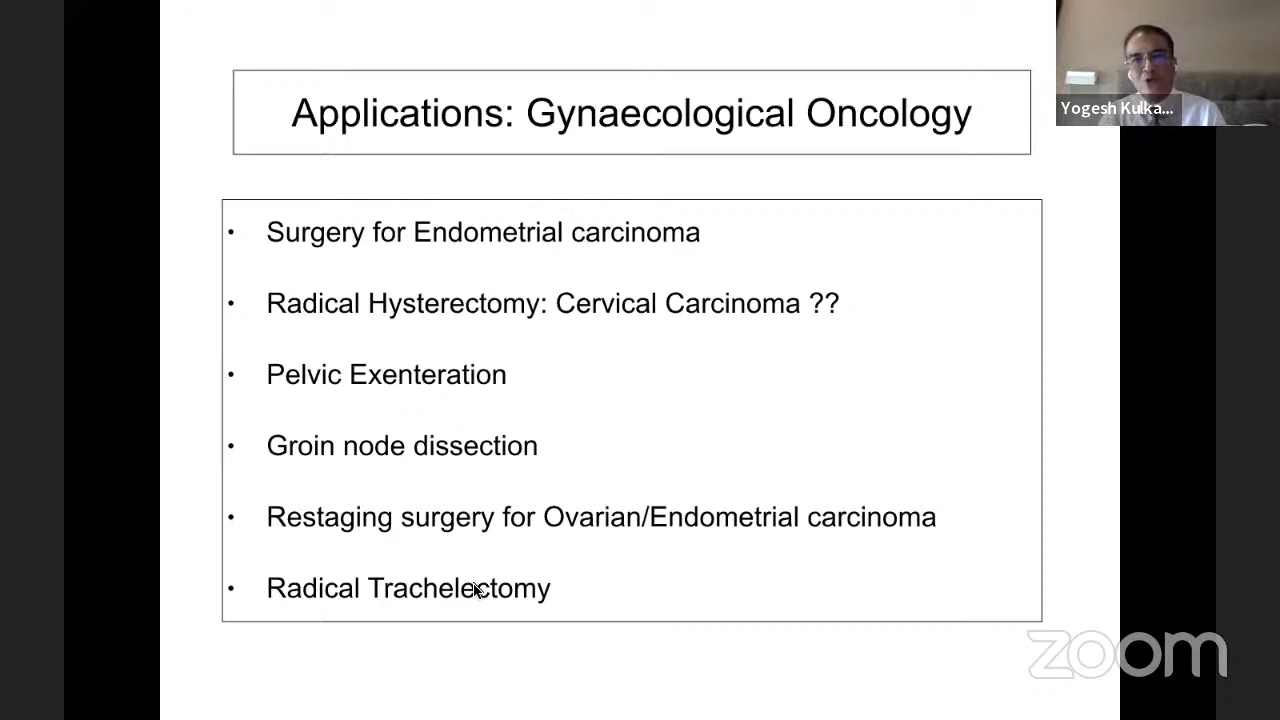 Applications: Gynaecological Oncology
Yogesh Kulka...
• Surgery for Endometrial carcinoma
• Radical Hysterectomy: Cervical Carcinoma ??
• Pelvic Exenteration
• Groin node dissection
• Restaging surgery for Ovarian/Endometrial carcinoma
• Radical Trachelectomy
zoom